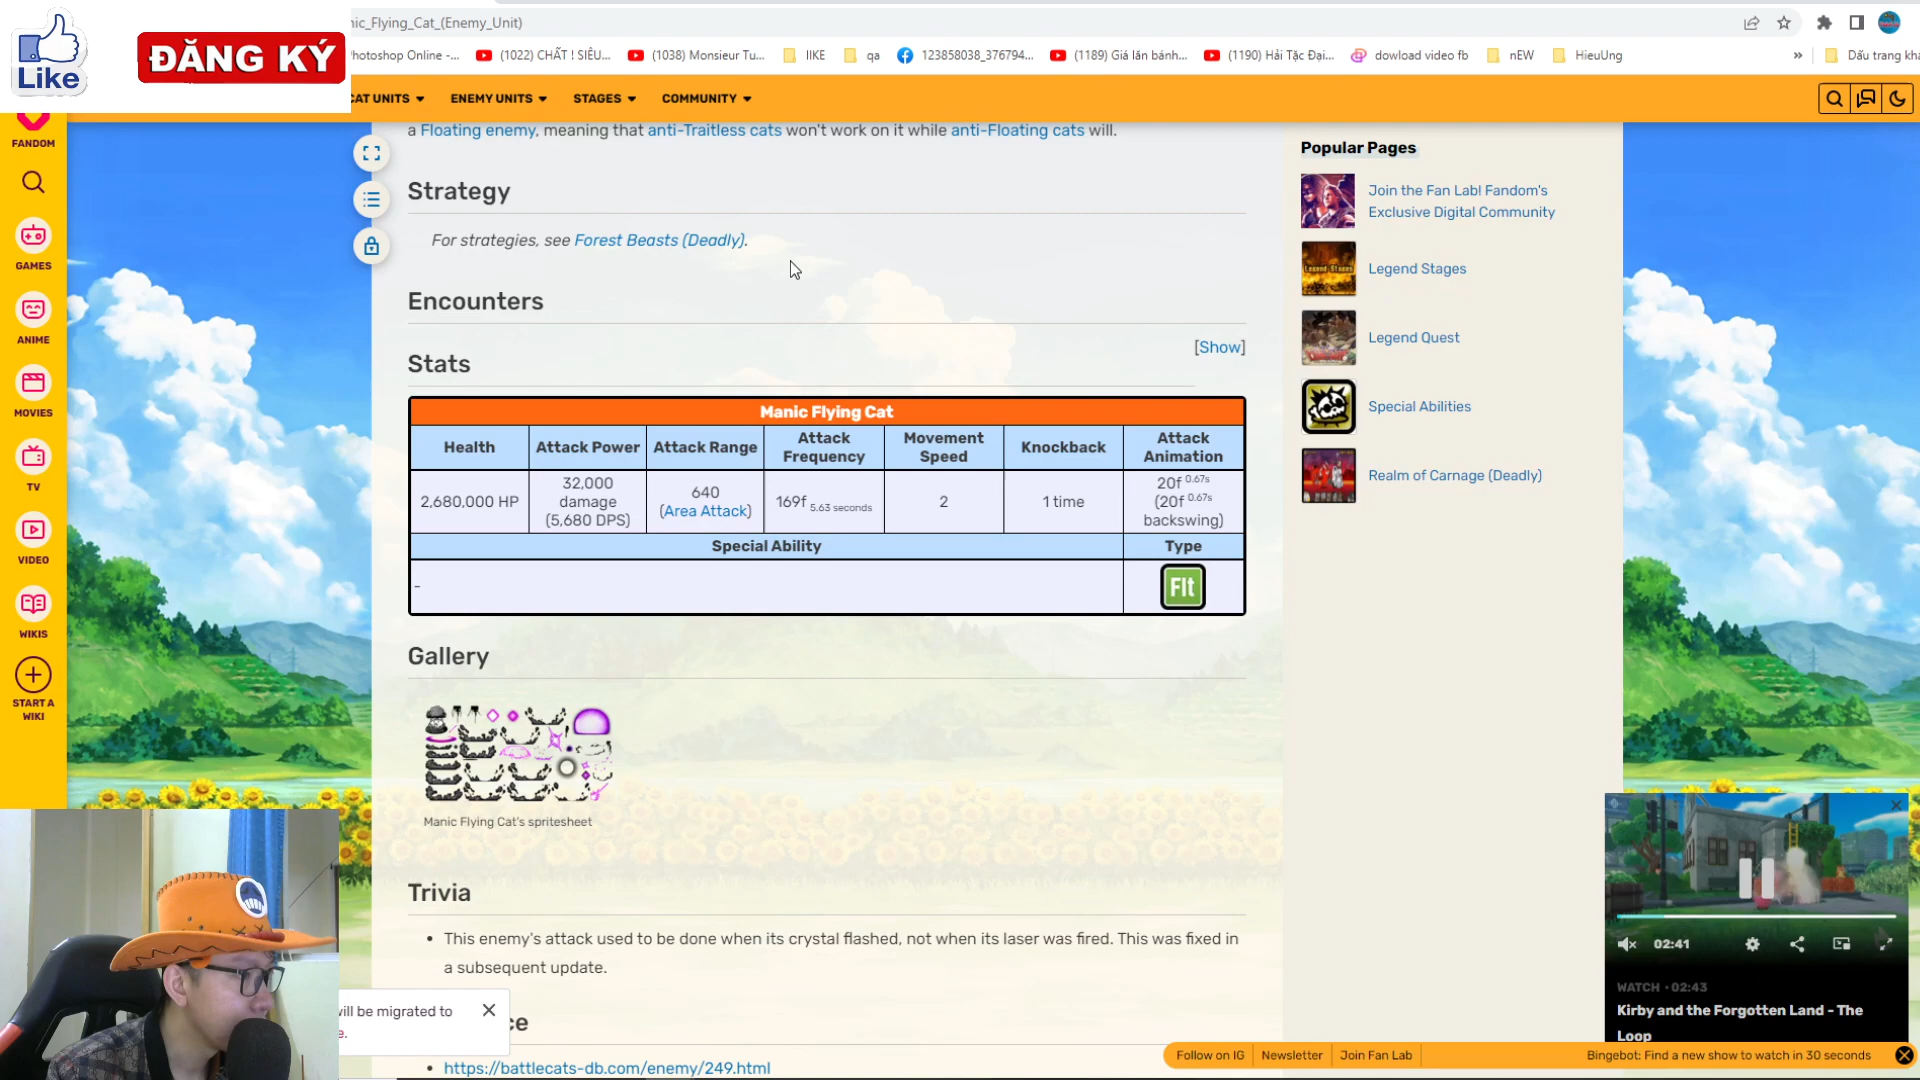 nic_Flying_Cat_(Enemy_Unit)
Like
ĐĂNG KÝ
hotoshop Online -...
(1022) CHẤT ! SIÊU...
(1038) Monsieur Tu...
lIKE
qa
123858038_376794...
(1189) Giá lăn bánh...
(1190) Hải Tặc Đại...
dowload video fb
nEW
HieuUng
»
Dấu trang khá
CAT UNITS
ENEMY UNITS
STAGES
COMMUNITY
FANDOM
GAMES
ANIME
MOVIES
TV
VIDEO
WIKIS
START A
WIKI
a Floating enemy, meaning that anti-Traitless cats won't work on it while anti-Floating cats will.
Strategy
For strategies, see Forest Beasts (Deadly).
Encounters
[Show]
Stats
Manic Flying Cat
Health
Attack Power
Attack Range
Attack
Frequency
Movement
Speed
Knockback
Attack
Animation
2,680,000 HP
32,000
damage
(5,680 DPS)
640
(Area Attack)
169f 5.63 seconds
2
1 time
20f 0.67s
(20f 0.67s
backswing)
Special Ability
Type
-
Flt
Gallery
Manic Flying Cat's spritesheet
Trivia
• This enemy's attack used to be done when its crystal flashed, not when its laser was fired. This was fixed in
a subsequent update.
ce
• https://battlecats-db.com/enemy/249.html
will be migrated to
e.
Popular Pages
Join the Fan Lab! Fandom's
Exclusive Digital Community
Legend Stages
Legend Quest
Special Abilities
Realm of Carnage (Deadly)
02:41
WATCH • 02:43
Kirby and the Forgotten Land - The
Loop
Follow on IG
Newsletter
Join Fan Lab
Bingebot: Find a new show to watch in 30 seconds